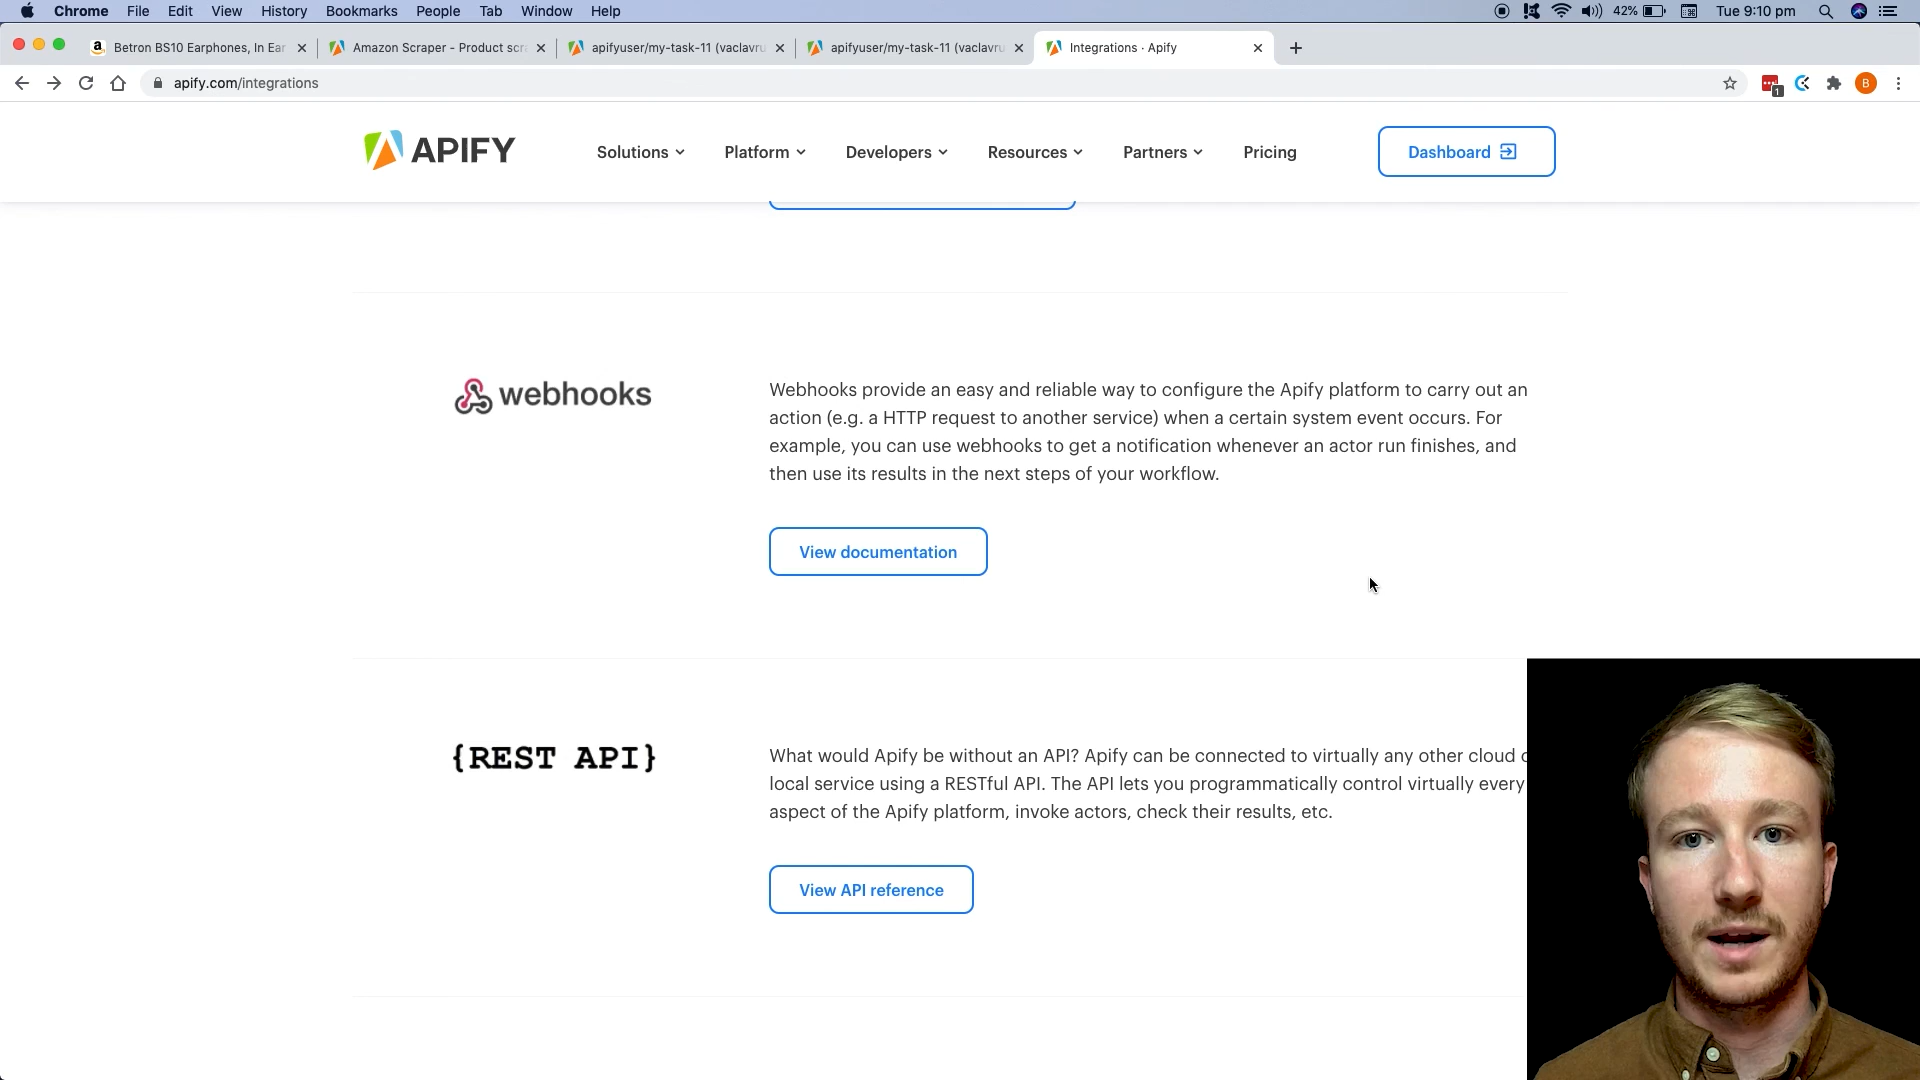 Chrome File Edit View History Bookmarks People Tab Window Help 42% Tue 9:10 pm
Betron BS10 Earphones, In Ear Amazon Scraper - Product scr apifyuser/my-task-11 (vaclavru apifyuser/my-task-11 (vaclavru Integrations · Apify
apify.com/integrations 1 B
APIFY Solutions Platform Developers Resources Partners Pricing Dashboard
webhooks
Webhooks provide an easy and reliable way to configure the Apify platform to carry out an
action (e.g. a HTTP request to another service) when a certain system event occurs. For
example, you can use webhooks to get a notification whenever an actor run finishes, and
then use its results in the next steps of your workflow.
View documentation
{REST API}
What would Apify be without an API? Apify can be connected to virtually any other cloud
local service using a RESTful API. The API lets you programmatically control virtually every
aspect of the Apify platform, invoke actors, check their results, etc.
View API reference